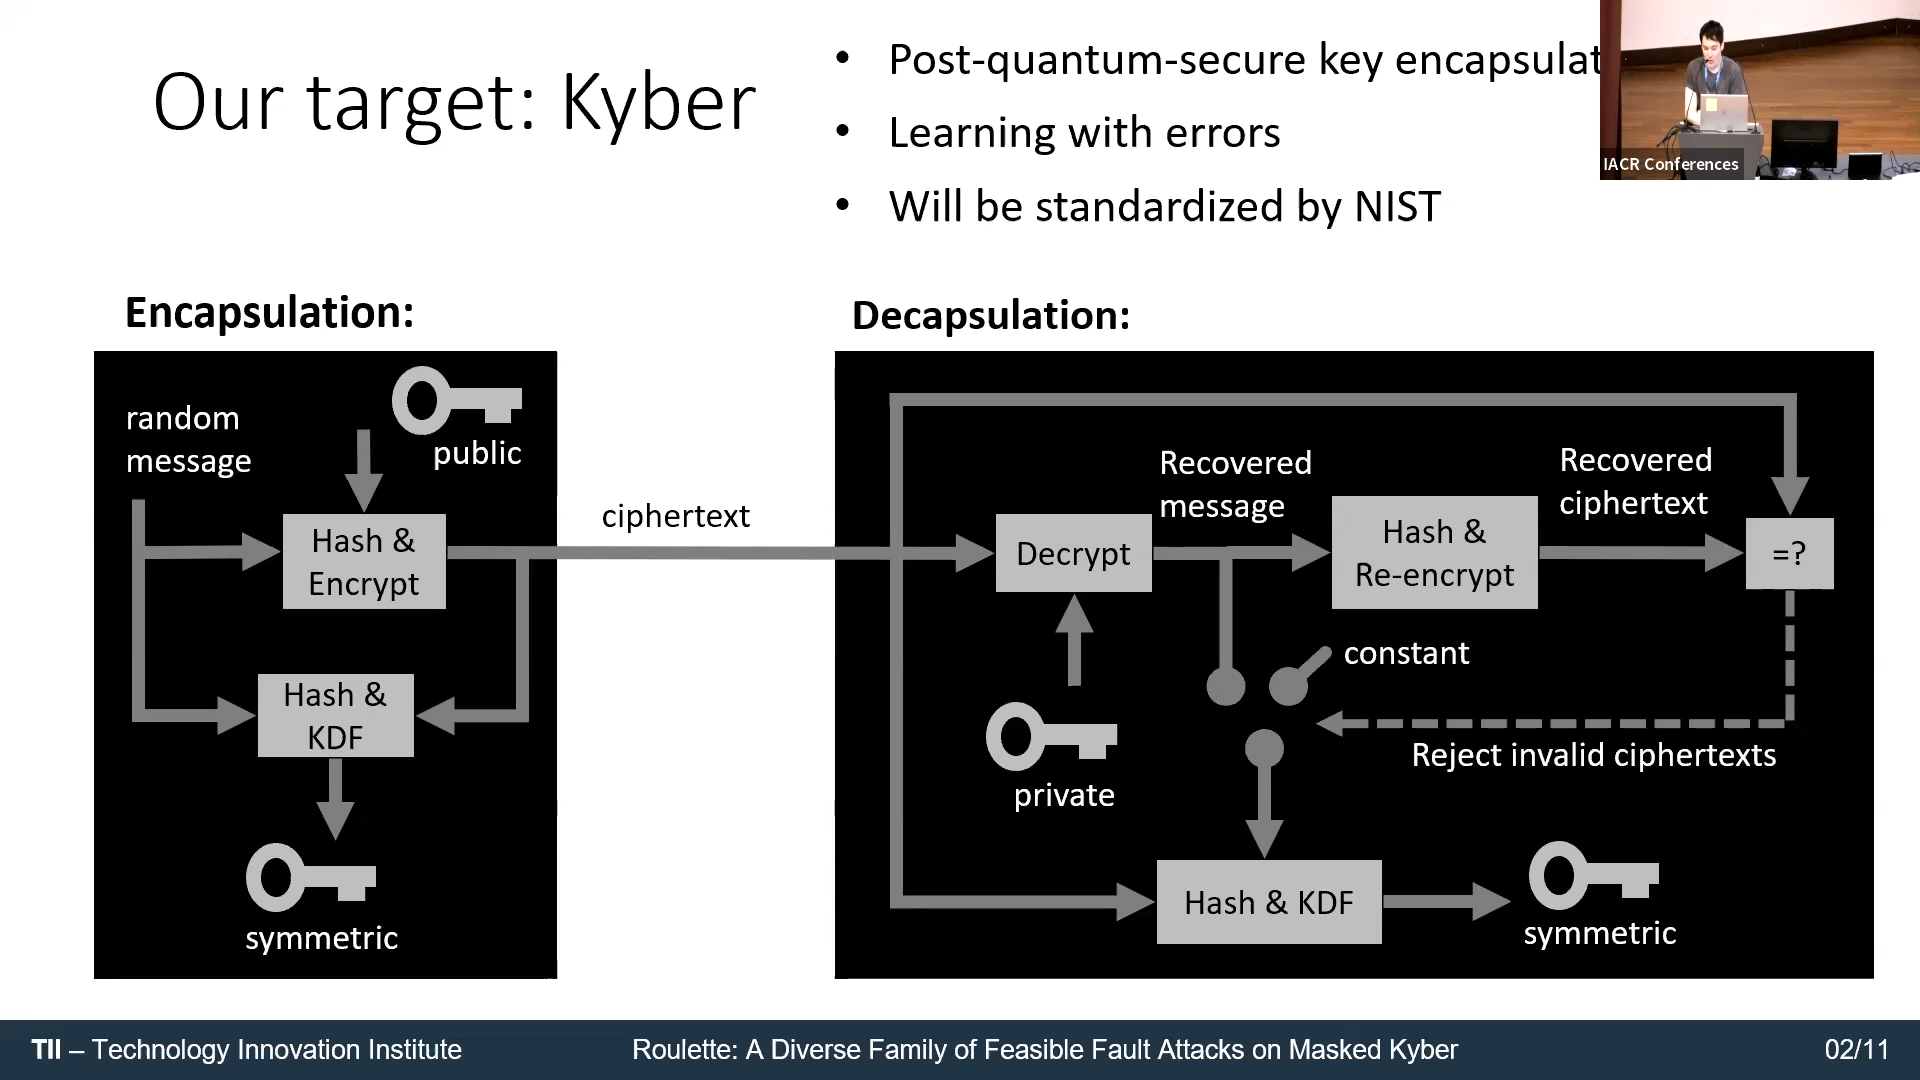 Our target: Kyber
• Post-quantum-secure key
• Learning with errors
• Will be standardized by NIST
IACR Conferences
Encapsulation:
random
message
public
Hash &
Encrypt
Hash &
KDF
symmetric
ciphertext
Decapsulation:
Decrypt
Recovered
message
Hash &
Re-encrypt
Recovered
ciphertext
=?
constant
Reject invalid ciphertexts
private
Hash & KDF
symmetric
TII – Technology Innovation Institute
Roulette: A Diverse Family of Feasible Fault Attacks on Masked Kyber
02/11